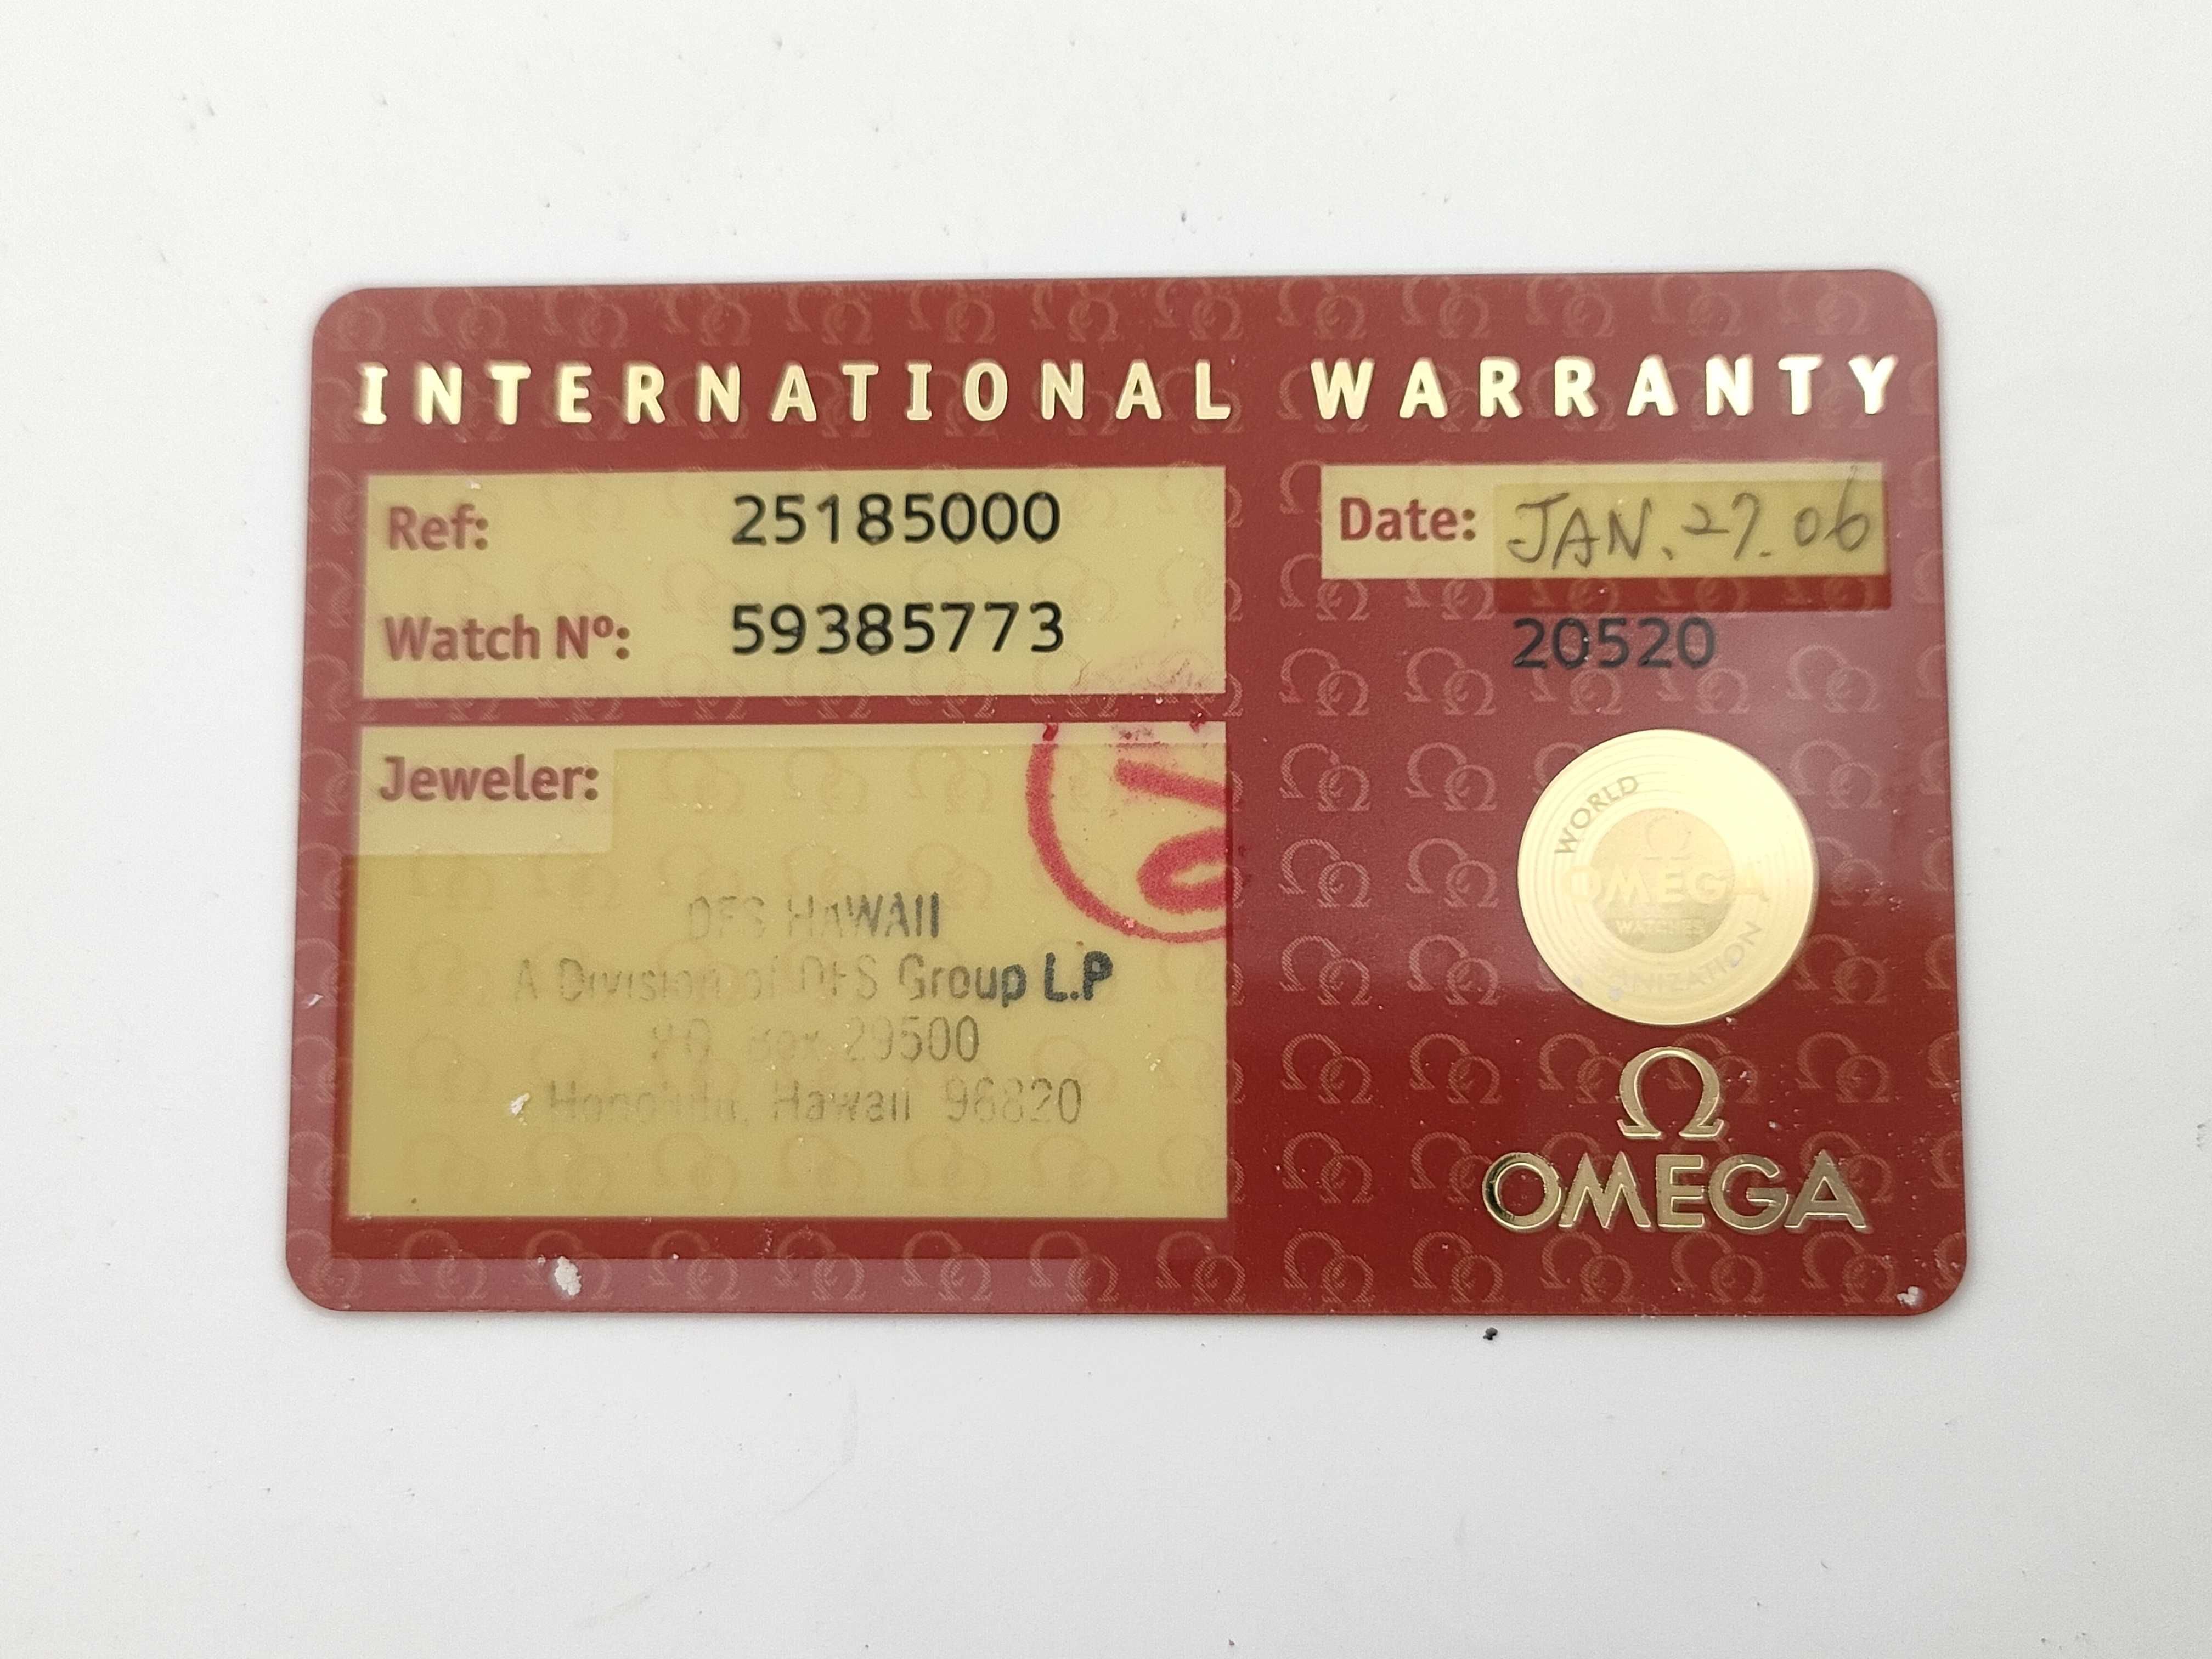 INTERNATIONAL WARRANTY
Ref: 25185000
Watch Nº: 59385773
Date: JAN. 27. 06
20520
Jeweler:
DFS HAWAII
A Division of DFS Group L.P
P.O. Box 29500
Honolulu, Hawaii 96820
WORLD
Ω
OMEGA
WATCHES
Ω
OMEGA